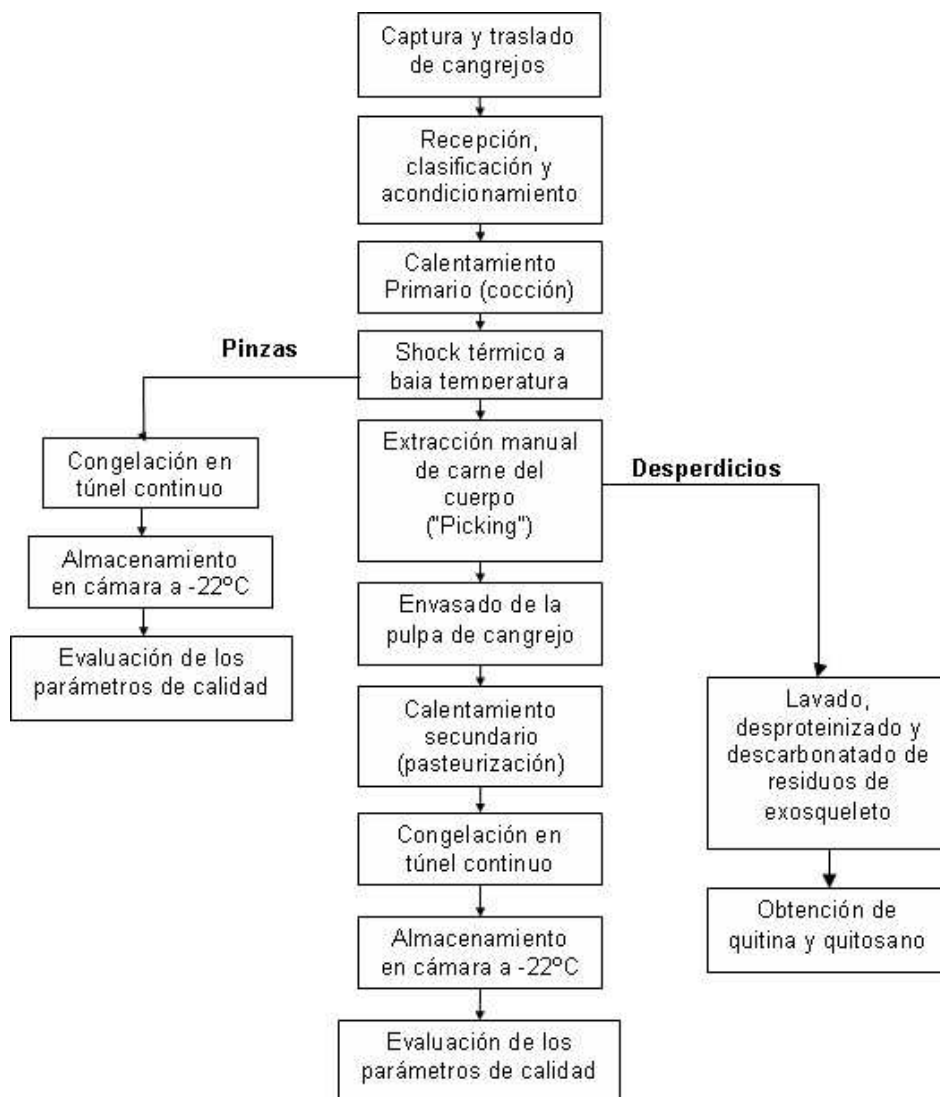 Captura y traslado
de cangrejos
Recepción,
clasificación y
acondicionamiento
Calentamiento
Primario (cocción)
Pinzas
Shock térmico a
baja temperatura
Congelación en
túnel continuo
Almacenamiento
en cámara a -22ºC
Evaluación de los
parámetros de calidad
Extracción manual
de carne del
cuerpo
("Picking")
Desperdicios
Envasado de la
pulpa de cangrejo
Calentamiento
secundario
(pasteurización)
Congelación en
túnel continuo
Almacenamiento
en cámara a -22ºC
Evaluación de los
parámetros de calidad
Lavado,
desproteinizado y
descarbonatado de
residuos de
exosqueleto
Obtención de
quitina y quitosano